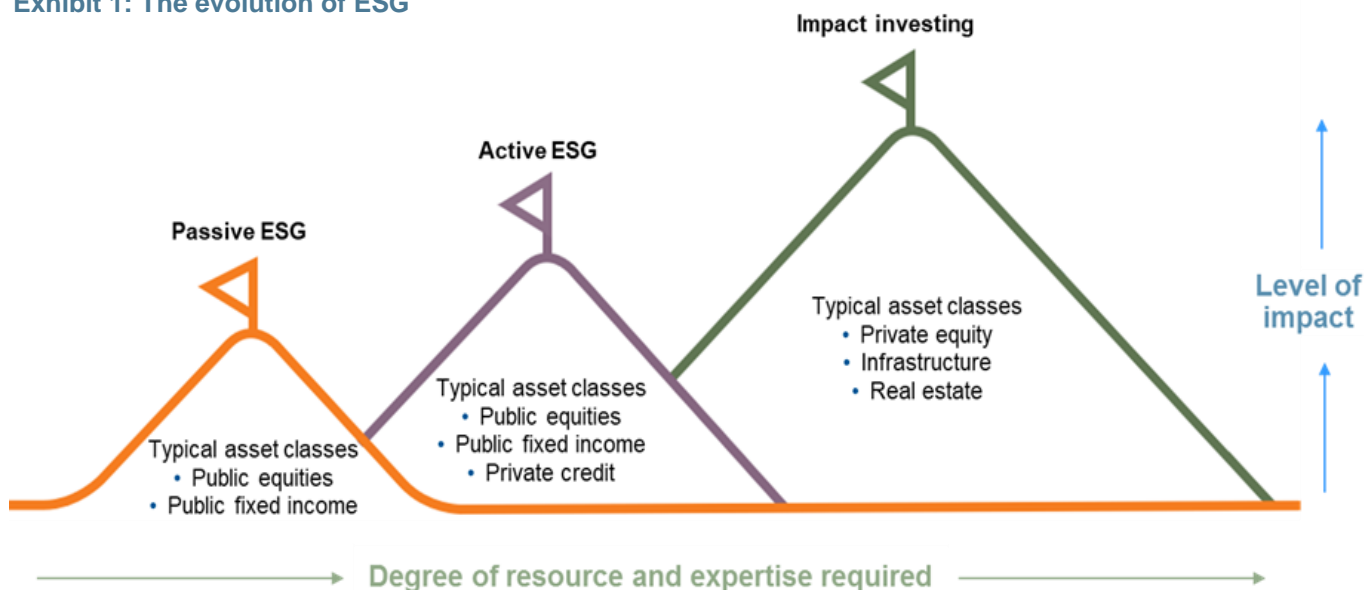 Exhibit 1: The evolution of ESG
Impact investing
Active ESG
Passive ESG
Typical asset classes
• Private equity
• Infrastructure
• Real estate
Level of
impact
Typical asset classes
• Public equities
• Public fixed income
• Private credit
Typical asset classes
• Public equities
• Public fixed income
Degree of resource and expertise required